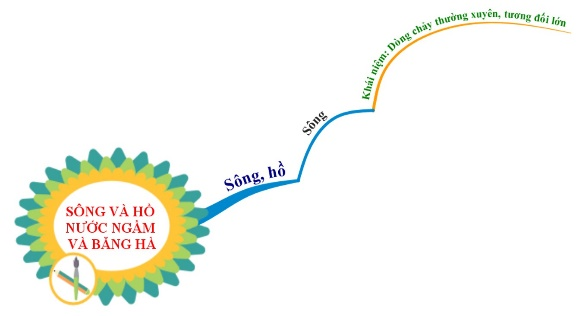 SÔNG VÀ HỒ
NƯỚC NGẦM
VÀ BĂNG HÀ
Sông, hồ
Sông
Khái niệm: Dòng chảy thường xuyên, tương đối lớn